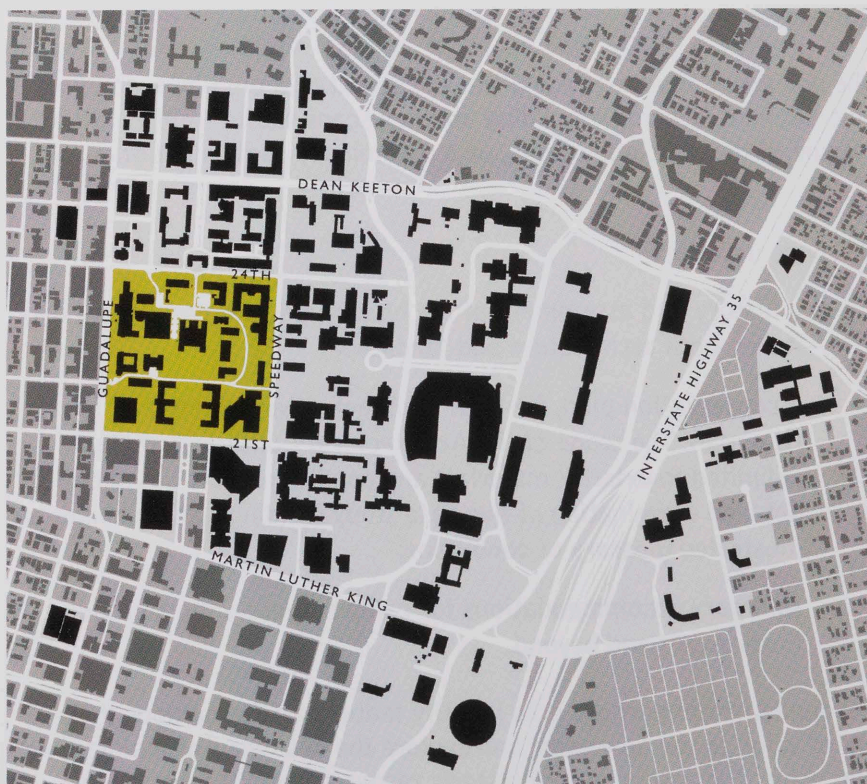 DEAN KEETON
24TH
GUADALUPE
SPEEDWAY
INTERSTATE HIGHWAY 35
21ST
MARTIN LUTHER KING